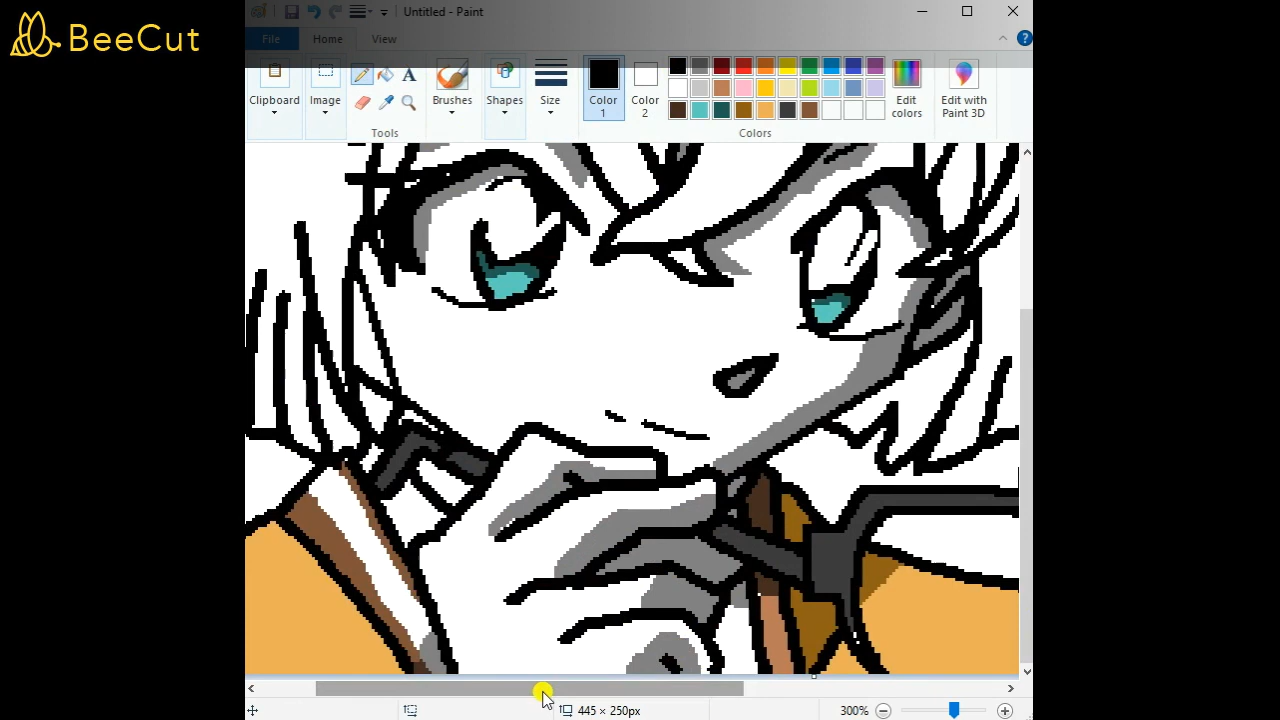 BeeCut
Untitled - Paint
File
Home
View
Clipboard
Image
Tools
Brushes
Shapes
Size
Color 1
Color 2
Colors
Edit colors
Edit with Paint 3D
A
?
445 × 250px
300%